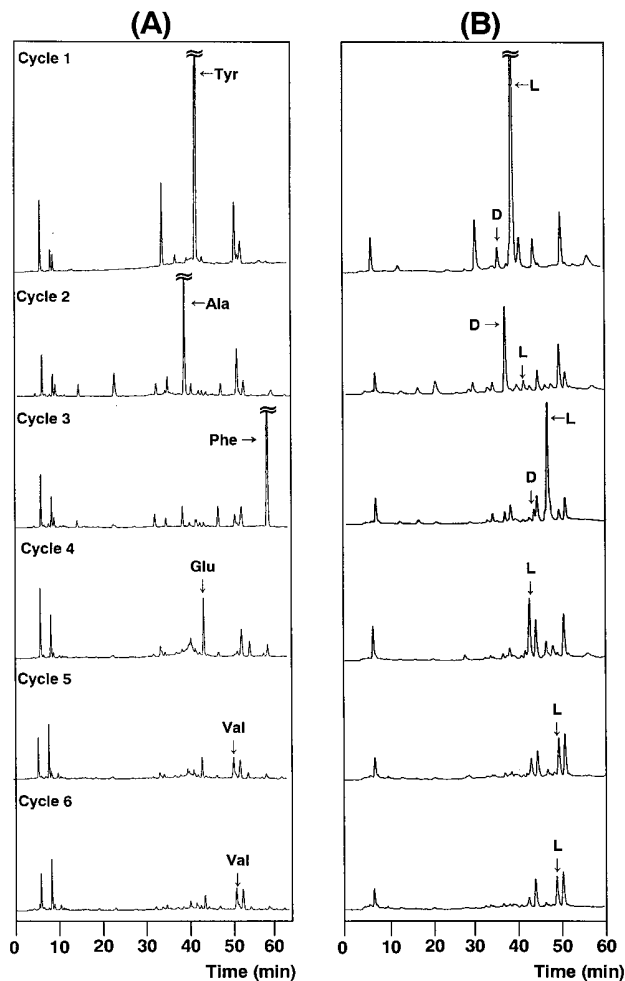 (A)
Cycle 1
←Tyr
Cycle 2
←Ala
Cycle 3
Phe →
Cycle 4
Glu
↓
Cycle 5
Val
↓
Cycle 6
Val
↓
0 10 20 30 40 50 60
Time (min)
(B)
←L
D
↓
D →
L
↓
←L
D
↓
L
↓
L
↓
L
↓
0 10 20 30 40 50 60
Time (min)